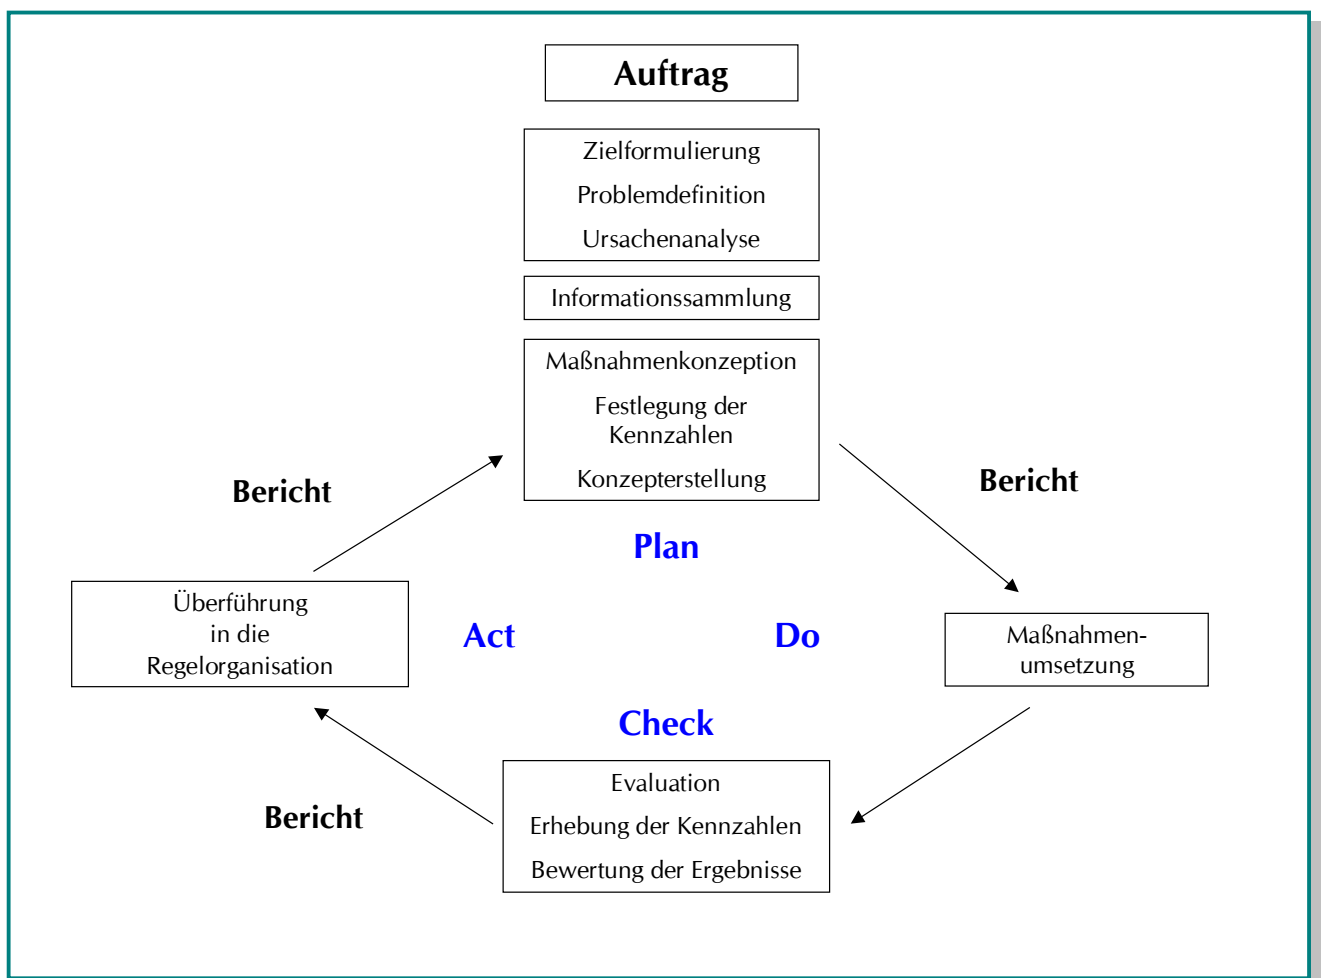 Auftrag
Zielformulierung
Problemdefinition
Ursachenanalyse
Informationssammlung
Maßnahmenkonzeption
Festlegung der
Kennzahlen
Konzepterstellung
Bericht
Bericht
Plan
Überführung
in die
Regelorganisation
Act
Do
Maßnahmen-
umsetzung
Check
Evaluation
Erhebung der Kennzahlen
Bewertung der Ergebnisse
Bericht